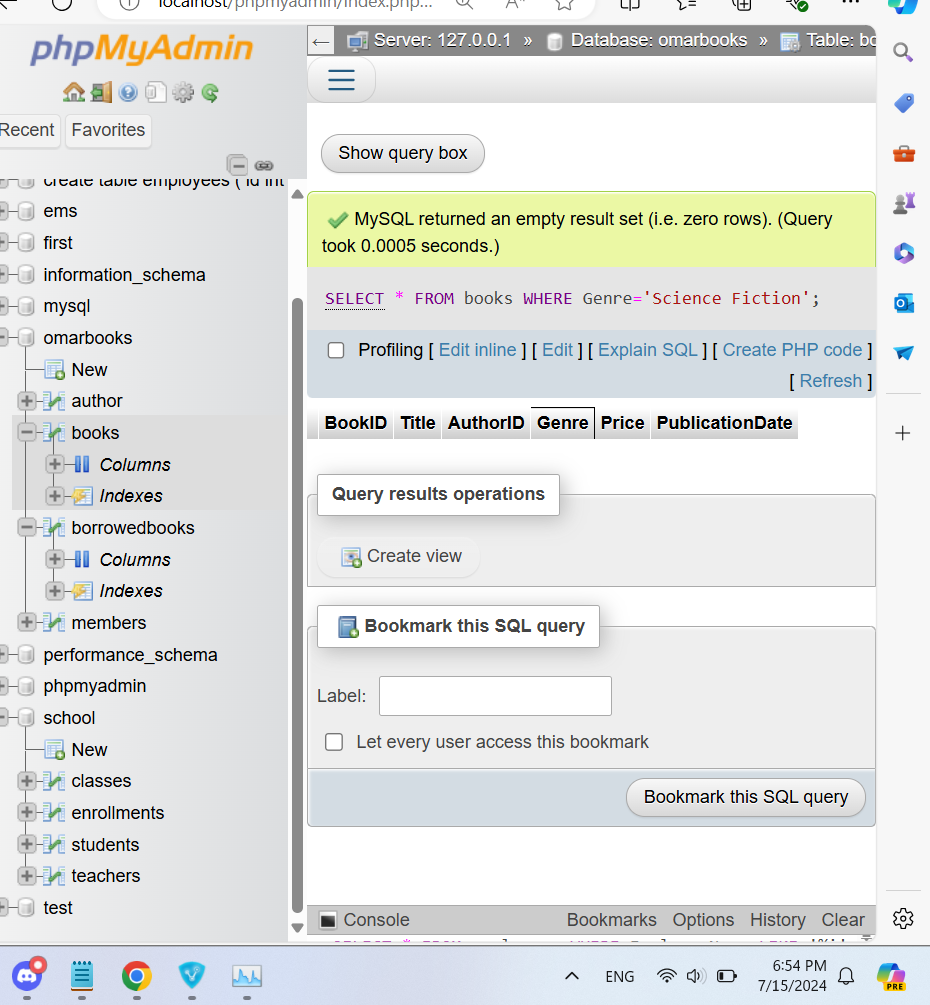 localhost/phpmyadmin/index.php...
phpMyAdmin
Server: 127.0.0.1 » Database: omarbooks » Table: bo
Recent Favorites
create table employees ( id int
ems
first
information_schema
mysql
omarbooks
New
author
books
Columns
Indexes
borrowedbooks
Columns
Indexes
members
performance_schema
phpmyadmin
school
New
classes
enrollments
students
teachers
test
Show query box
MySQL returned an empty result set (i.e. zero rows). (Query
took 0.0005 seconds.)
SELECT * FROM books WHERE Genre='Science Fiction';
Profiling [ Edit inline ] [ Edit ] [ Explain SQL ] [ Create PHP code ]
[ Refresh ]
BookID Title AuthorID Genre Price PublicationDate
Query results operations
Create view
Bookmark this SQL query
Label:
Let every user access this bookmark
Bookmark this SQL query
Console Bookmarks Options History Clear
ENG
6:54 PM
7/15/2024
PRE